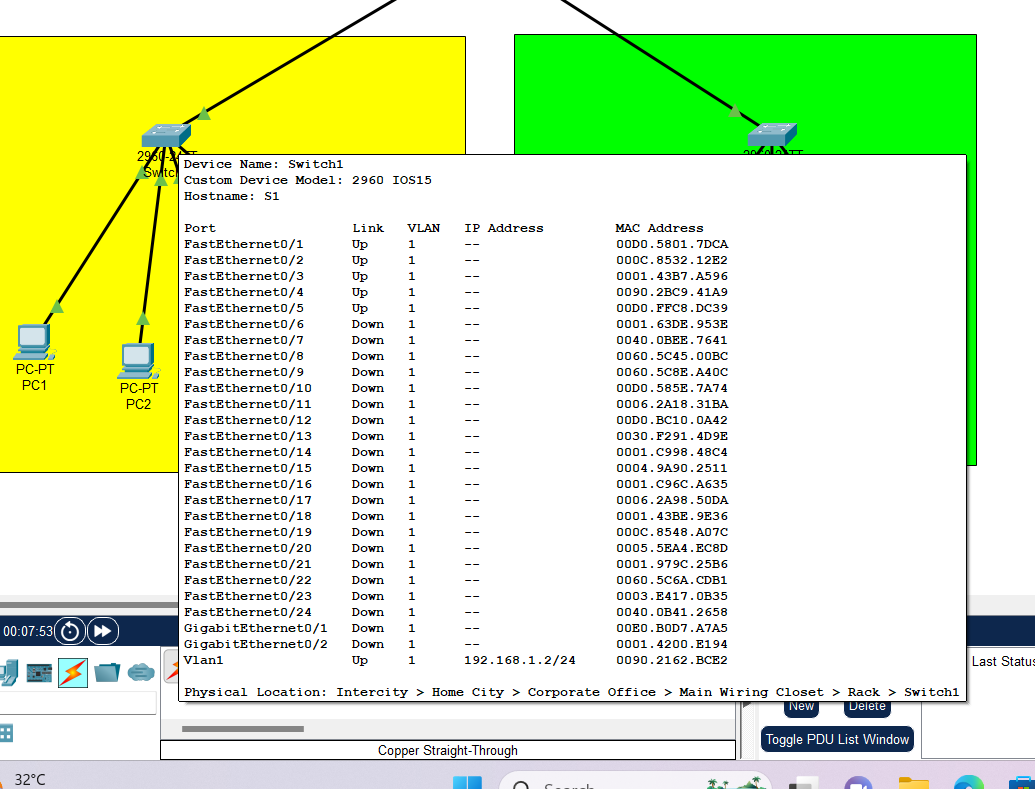 2960-24TT
Switch1
2960-24TT
Device Name: Switch1
Custom Device Model: 2960 IOS15
Hostname: S1
Port Link VLAN IP Address MAC Address
FastEthernet0/1 Up 1 -- 00D0.5801.7DCA
FastEthernet0/2 Up 1 -- 000C.8532.12E2
FastEthernet0/3 Up 1 -- 0001.43B7.A596
FastEthernet0/4 Up 1 -- 0090.2BC9.41A9
FastEthernet0/5 Up 1 -- 00D0.FFC8.DC39
FastEthernet0/6 Down 1 -- 0001.63DE.953E
FastEthernet0/7 Down 1 -- 0040.0BEE.7641
FastEthernet0/8 Down 1 -- 0060.5C45.00BC
FastEthernet0/9 Down 1 -- 0060.5C8E.A40C
FastEthernet0/10 Down 1 -- 00D0.585E.7A74
FastEthernet0/11 Down 1 -- 0006.2A18.31BA
FastEthernet0/12 Down 1 -- 00D0.BC10.0A42
FastEthernet0/13 Down 1 -- 0030.F291.4D9E
FastEthernet0/14 Down 1 -- 0001.C998.48C4
FastEthernet0/15 Down 1 -- 0004.9A90.2511
FastEthernet0/16 Down 1 -- 0001.C96C.A635
FastEthernet0/17 Down 1 -- 0006.2A98.50DA
FastEthernet0/18 Down 1 -- 0001.43BE.9E36
FastEthernet0/19 Down 1 -- 000C.8548.A07C
FastEthernet0/20 Down 1 -- 0005.5EA4.EC8D
FastEthernet0/21 Down 1 -- 0001.979C.25B6
FastEthernet0/22 Down 1 -- 0060.5C6A.CDB1
FastEthernet0/23 Down 1 -- 0003.E417.0B35
FastEthernet0/24 Down 1 -- 0040.0B41.2658
GigabitEthernet0/1 Down 1 -- 00E0.B0D7.A7A5
GigabitEthernet0/2 Down 1 -- 0001.4200.E194
Vlan1 Up 1 192.168.1.2/24 0090.2162.BCE2
Physical Location: Intercity > Home City > Corporate Office > Main Wiring Closet > Rack > Switch1
PC-PT
PC1
PC-PT
PC2
00:07:53
Last Status
New Delete
Toggle PDU List Window
Copper Straight-Through
32°C
Search